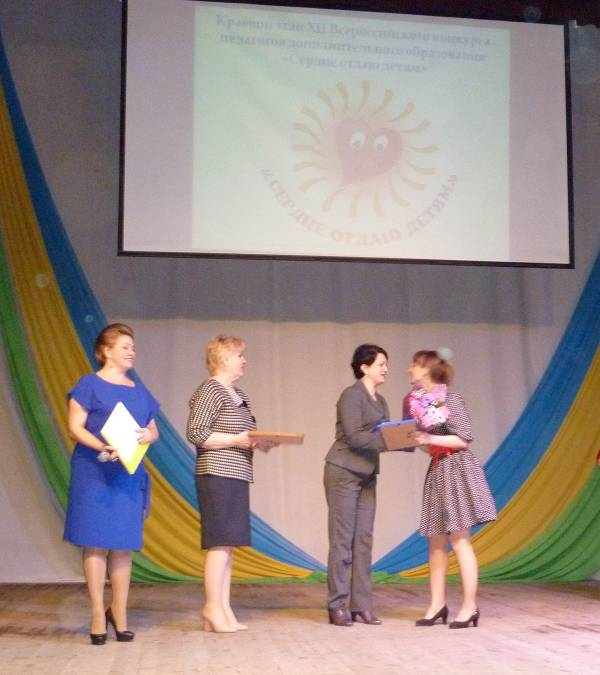 Краевой этап XII Всероссийского конкурса
педагогов дополнительного образования
«Сердце отдаю детям»
«СЕРДЦЕ ОТДАЮ ДЕТЯМ»